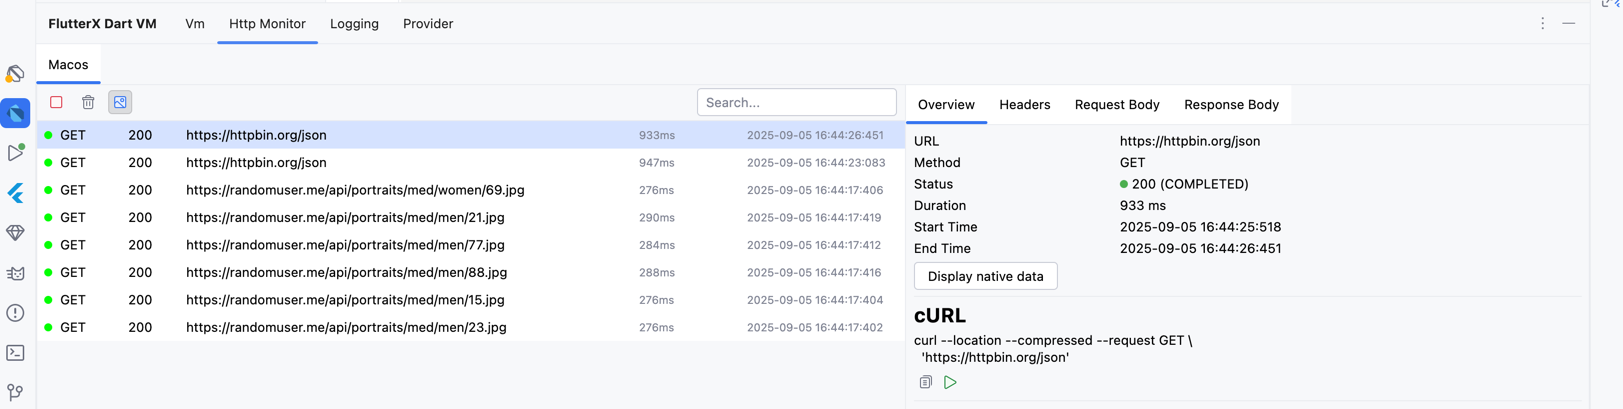 FlutterX Dart VM Vm Http Monitor Logging Provider
Macos
Search...
GET 200 https://httpbin.org/json 933ms 2025-09-05 16:44:26:451
GET 200 https://httpbin.org/json 947ms 2025-09-05 16:44:23:083
GET 200 https://randomuser.me/api/portraits/med/women/69.jpg 276ms 2025-09-05 16:44:17:406
GET 200 https://randomuser.me/api/portraits/med/men/21.jpg 290ms 2025-09-05 16:44:17:419
GET 200 https://randomuser.me/api/portraits/med/men/77.jpg 284ms 2025-09-05 16:44:17:412
GET 200 https://randomuser.me/api/portraits/med/men/88.jpg 288ms 2025-09-05 16:44:17:416
GET 200 https://randomuser.me/api/portraits/med/men/15.jpg 276ms 2025-09-05 16:44:17:404
GET 200 https://randomuser.me/api/portraits/med/men/23.jpg 276ms 2025-09-05 16:44:17:402
Overview Headers Request Body Response Body
URL https://httpbin.org/json
Method GET
Status 200 (COMPLETED)
Duration 933 ms
Start Time 2025-09-05 16:44:25:518
End Time 2025-09-05 16:44:26:451
Display native data
cURL
curl --location --compressed --request GET \
'https://httpbin.org/json'